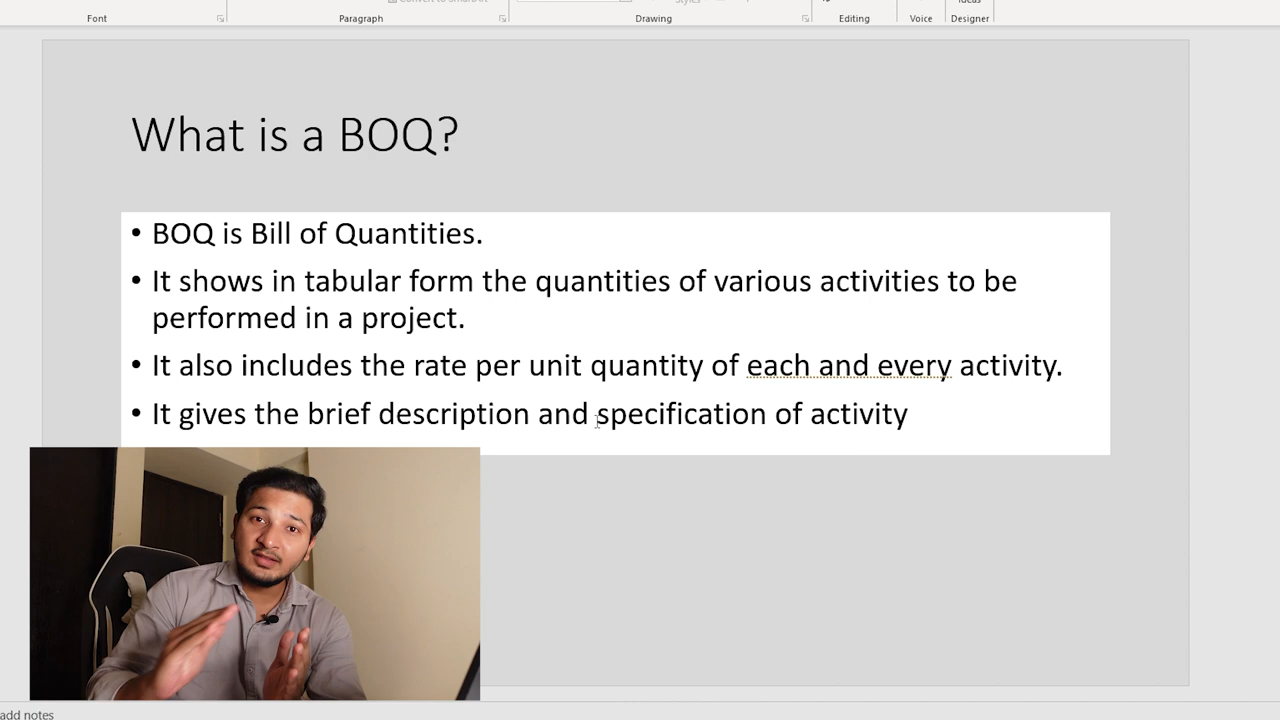 Font
Paragraph
Drawing
Editing
Voice
Designer
What is a BOQ?
• BOQ is Bill of Quantities.
• It shows in tabular form the quantities of various activities to be
performed in a project.
• It also includes the rate per unit quantity of each and every activity.
• It gives the brief description and specification of activity
add notes